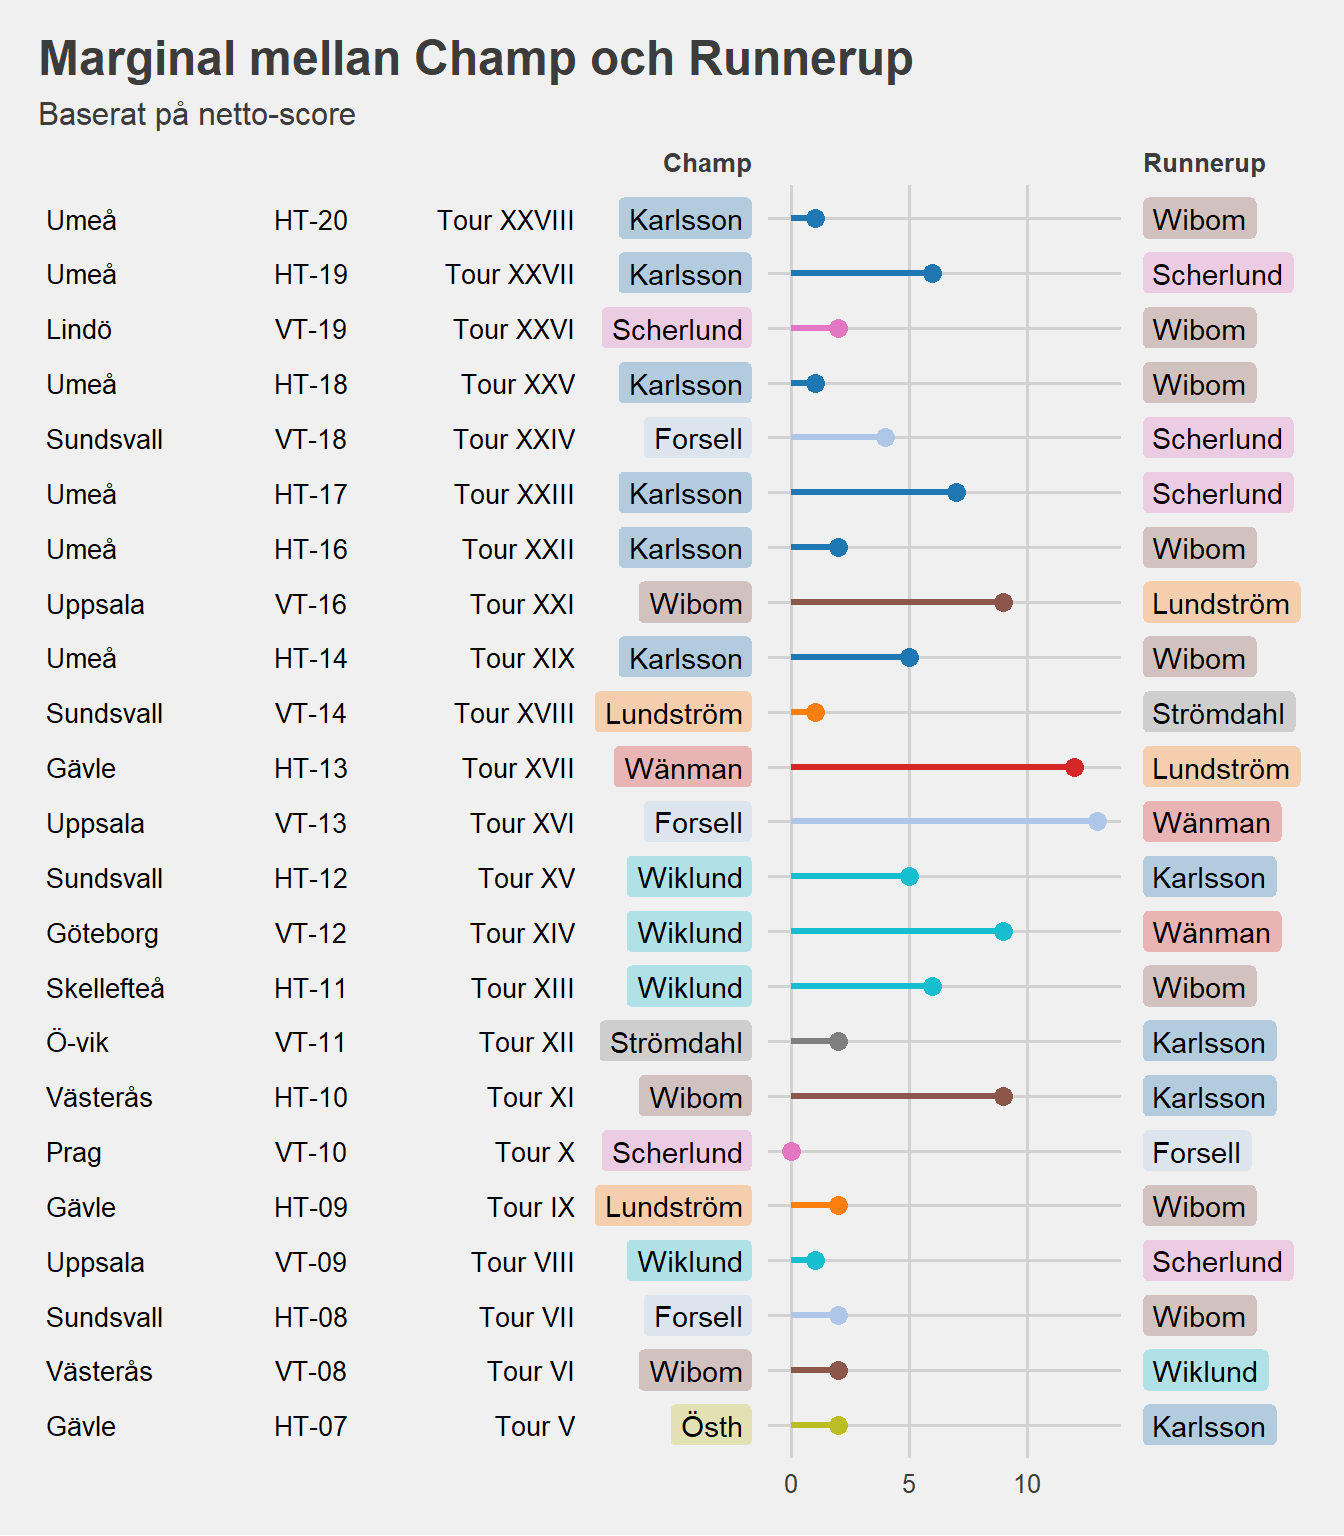 Marginal mellan Champ och Runnerup
Baserat på netto-score
Champ Runnerup
Umeå HT-20 Tour XXVIII Karlsson Wibom
Umeå HT-19 Tour XXVII Karlsson Scherlund
Lindö VT-19 Tour XXVI Scherlund Wibom
Umeå HT-18 Tour XXV Karlsson Wibom
Sundsvall VT-18 Tour XXIV Forsell Scherlund
Umeå HT-17 Tour XXIII Karlsson Scherlund
Umeå HT-16 Tour XXII Karlsson Wibom
Uppsala VT-16 Tour XXI Wibom Lundström
Umeå HT-14 Tour XIX Karlsson Wibom
Sundsvall VT-14 Tour XVIII Lundström Strömdahl
Gävle HT-13 Tour XVII Wänman Lundström
Uppsala VT-13 Tour XVI Forsell Wänman
Sundsvall HT-12 Tour XV Wiklund Karlsson
Göteborg VT-12 Tour XIV Wiklund Wänman
Skellefteå HT-11 Tour XIII Wiklund Wibom
Ö-vik VT-11 Tour XII Strömdahl Karlsson
Västerås HT-10 Tour XI Wibom Karlsson
Prag VT-10 Tour X Scherlund Forsell
Gävle HT-09 Tour IX Lundström Wibom
Uppsala VT-09 Tour VIII Wiklund Scherlund
Sundsvall HT-08 Tour VII Forsell Wibom
Västerås VT-08 Tour VI Wibom Wiklund
Gävle HT-07 Tour V Östh Karlsson
0 5 10